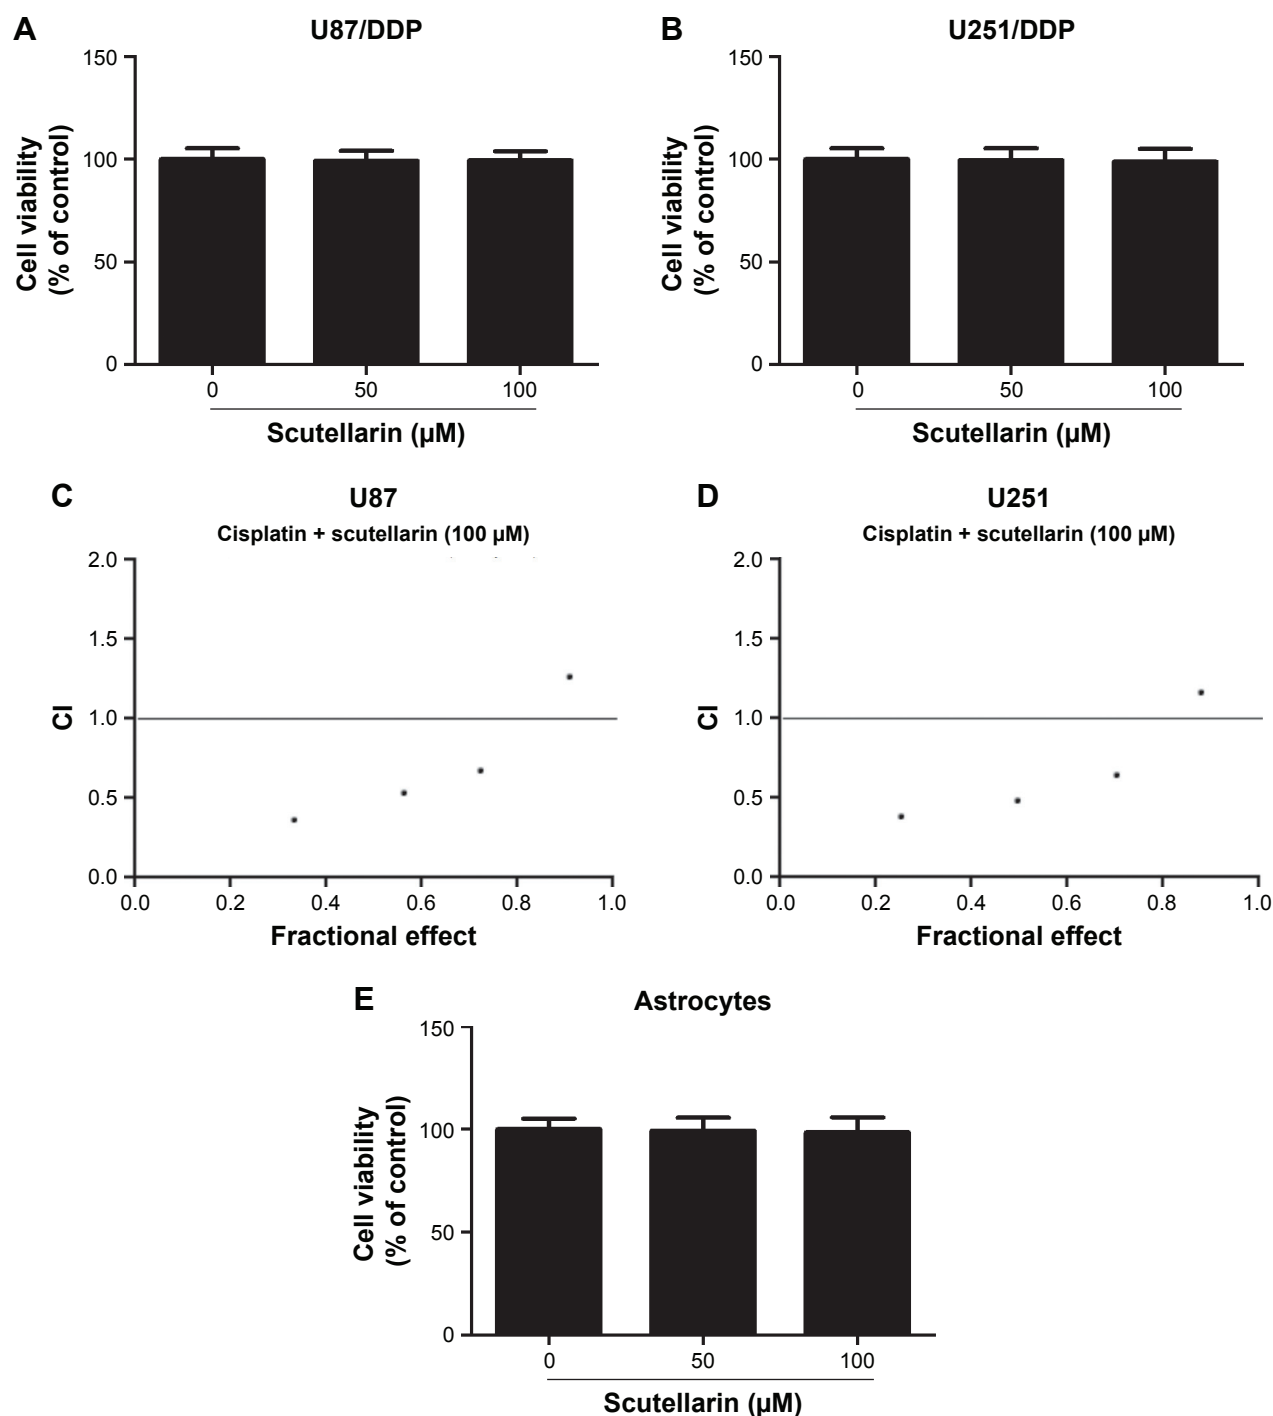 A
U87/DDP
150
100
50
0
Cell viability
(% of control)
0 50 100
Scutellarin (µM)
B
U251/DDP
150
100
50
0
Cell viability
(% of control)
0 50 100
Scutellarin (µM)
C
U87
Cisplatin + scutellarin (100 µM)
2.0
1.5
1.0
0.5
0.0
CI
0.0 0.2 0.4 0.6 0.8 1.0
Fractional effect
D
U251
Cisplatin + scutellarin (100 µM)
2.0
1.5
1.0
0.5
0.0
CI
0.0 0.2 0.4 0.6 0.8 1.0
Fractional effect
E
Astrocytes
150
100
50
0
Cell viability
(% of control)
0 50 100
Scutellarin (µM)